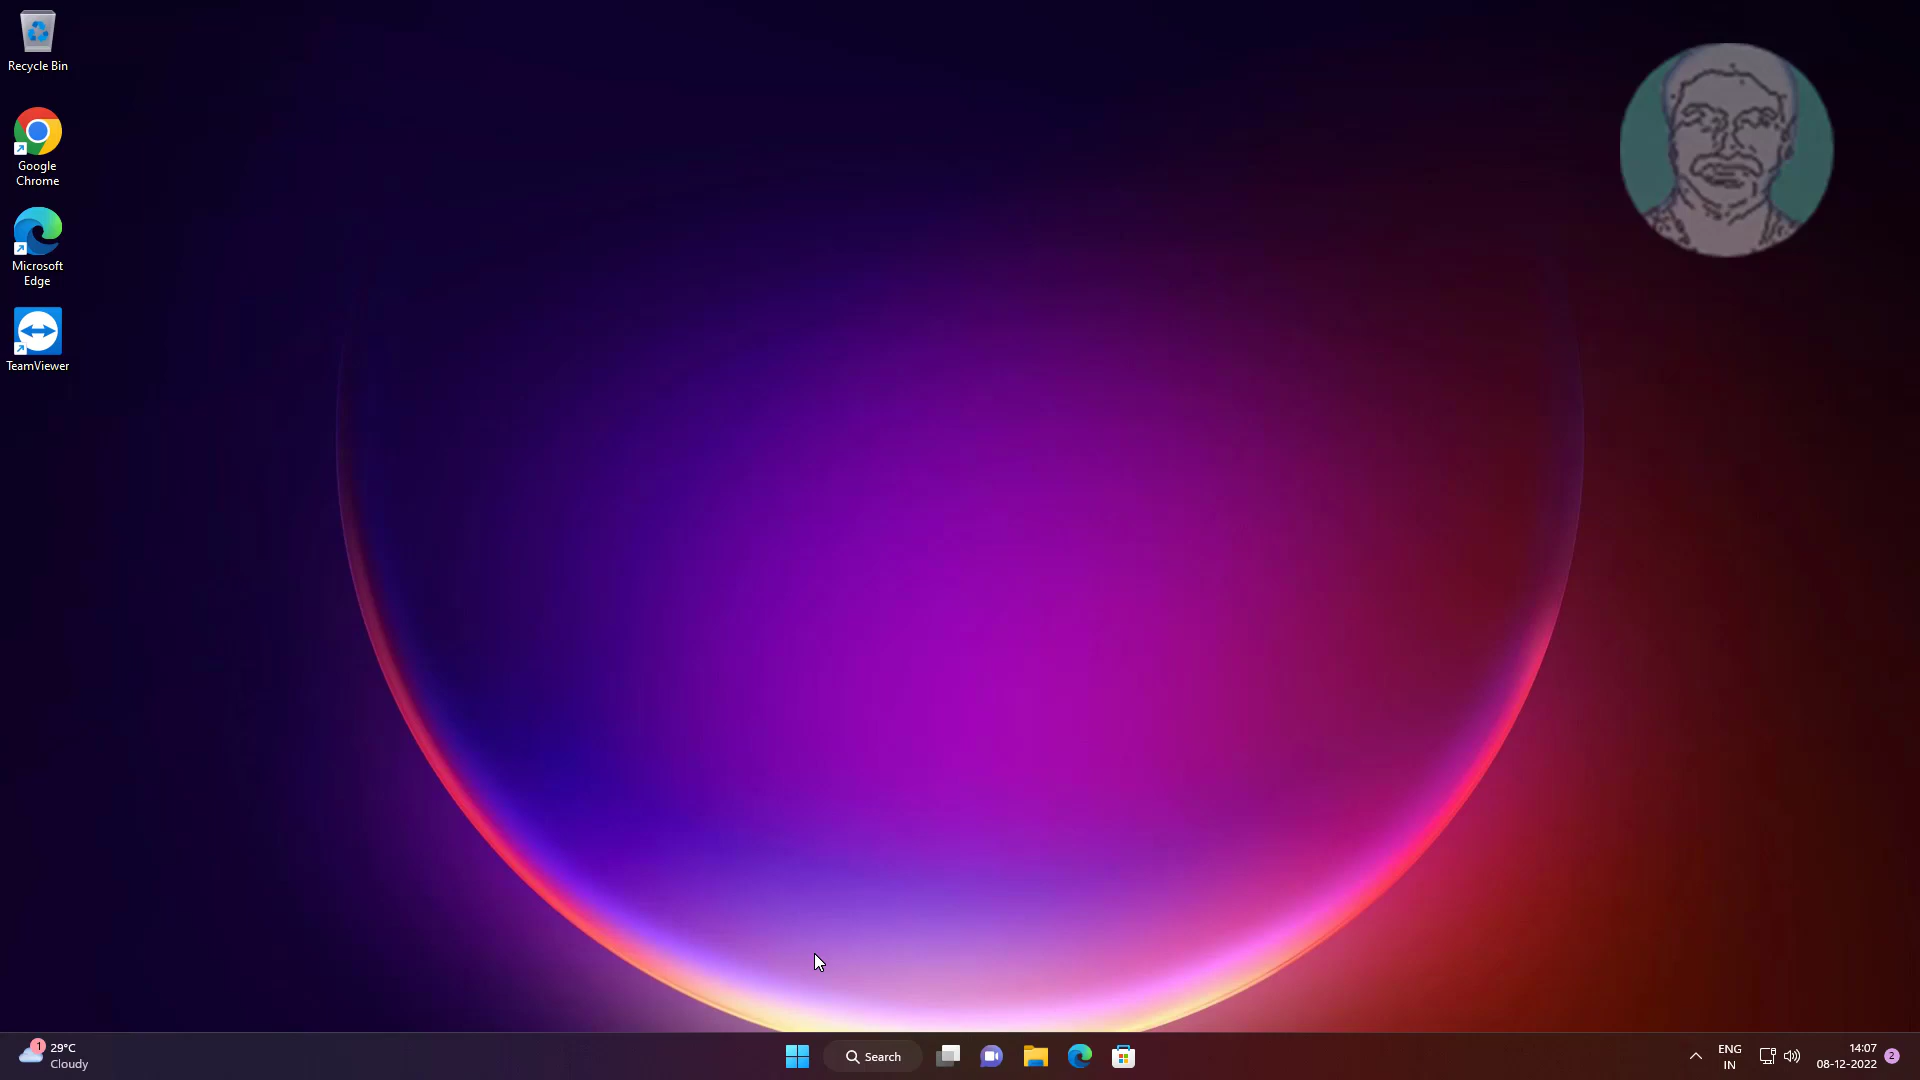 Recycle Bin
Google
Chrome
Microsoft
Edge
TeamViewer
1
29°C
Cloudy
Search
ENG
IN
14:07
08-12-2022
2